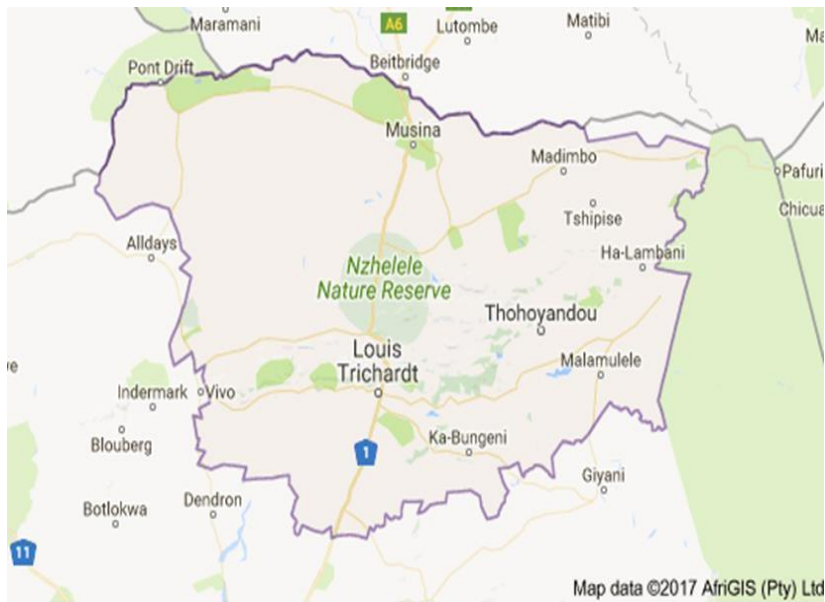 Maramani
A6
Lutombe
Matibi
Ma
Pont Drift
Beitbridge
Musina
Madimbo
Pafuri
Tshipise
Chicua
Alldays
Ha-Lambani
Nzhelele
Nature Reserve
Thohoyandou
Louis
Trichardt
Malamulele
ve
Indermark
Vivo
Blouberg
Ka-Bungeni
1
Giyani
Botlokwa
Dendron
11
Map data ©2017 AfriGIS (Pty) Ltd